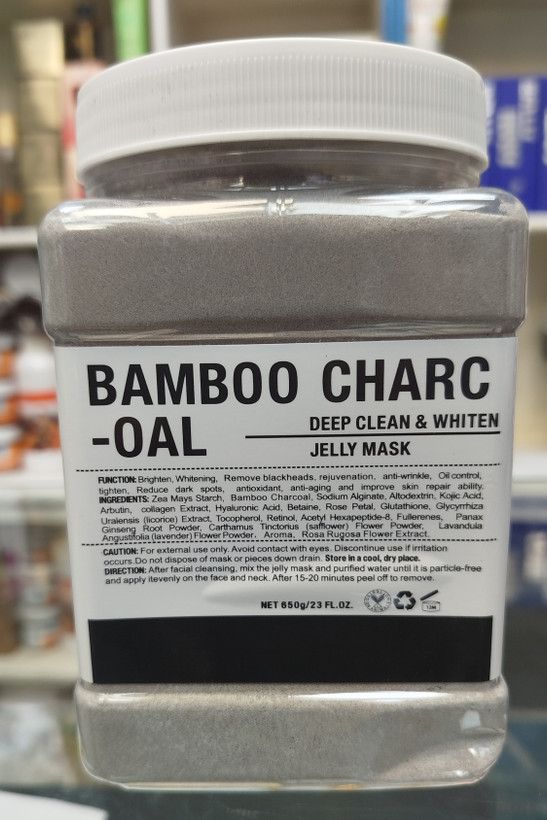 BAMBOO CHARC
-OAL
DEEP CLEAN & WHITEN
JELLY MASK
FUNCTION: Brighten, Whitening, Remove blackheads, rejuvenation, anti-wrinkle, Oil control,
tighten, Reduce dark spots, antioxidant, anti-aging and improve skin repair ability.
INGREDIENTS: Zea Mays Starch, Bamboo Charcoal, Sodium Alginate, Altodextrin, Kojic Acid,
Arbutin, collagen Extract, Hyaluronic Acid, Betaine, Rose Petal, Glutathione, Glycyrrhiza
Uralensis (licorice) Extract, Tocopherol, Retinol, Acetyl Hexapeptide-8, Fullerenes, Panax
Ginseng Root Powder, Carthamus Tinctorius (safflower) Flower Powder, Lavandula
Angustifolia (lavender) Flower Powder, Aroma, Rosa Rugosa Flower Extract.
CAUTION: For external use only. Avoid contact with eyes. Discontinue use if irritation
occurs. Do not dispose of mask or pieces down drain. Store in a cool, dry place.
DIRECTION: After facial cleansing, mix the jelly mask and purified water until it is particle-free
and apply itevenly on the face and neck. After 15-20 minutes peel off to remove.
NET 650g/23 FL.OZ.
12M